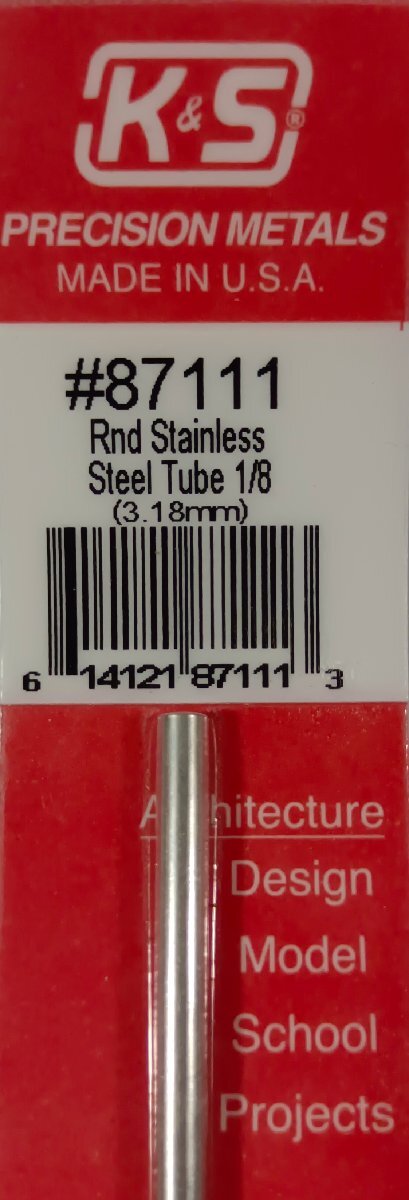 K&S®
PRECISION METALS
MADE IN U.S.A.
#87111
Rnd Stainless
Steel Tube 1/8
(3.18mm)
6 14121 87111 3
Architecture
Design
Model
School
Projects